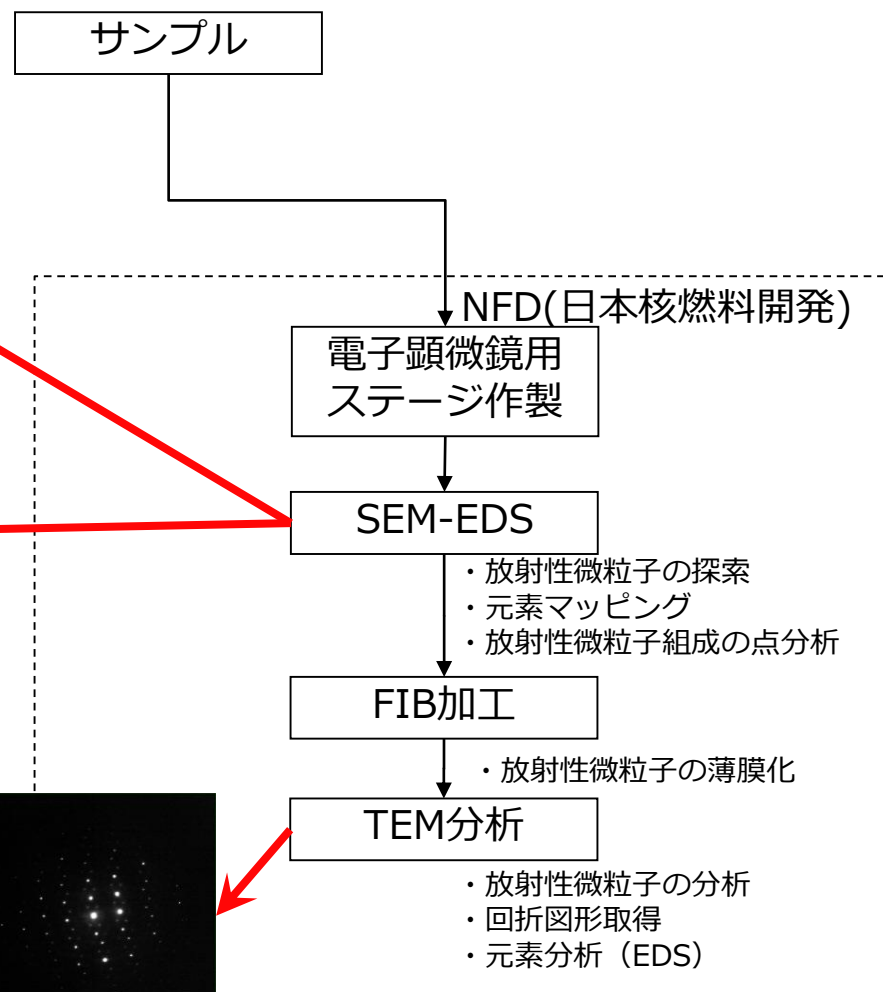 サンプル
NFD(日本核燃料開発)
電子顕微鏡用
ステージ作製
SEM-EDS
・放射性微粒子の探索
・元素マッピング
・放射性微粒子組成の点分析
FIB加工
・放射性微粒子の薄膜化
TEM分析
・放射性微粒子の分析
・回折図形取得
・元素分析（EDS）